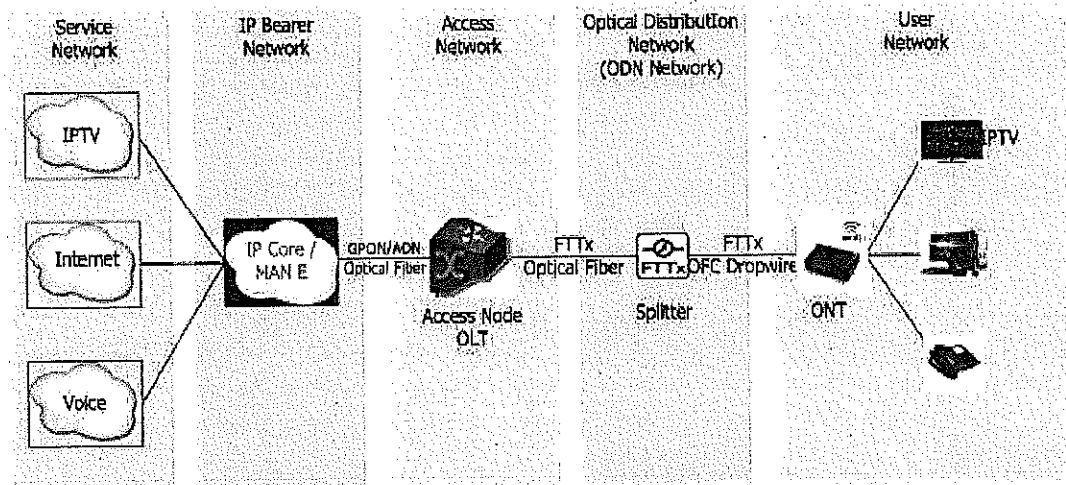 Service
Network
IP Bearer
Network
Access
Network
Optical Distribution
Network
(ODN Network)
User
Network
IPTV
Internet
Voice
IP Core /
MAN E
GPON/AON
Optical Fiber
Access Node
OLT
FTTx
Optical Fiber
FTTx
Splitter
FTTx
OFC Dropwire
ONT
IPTV